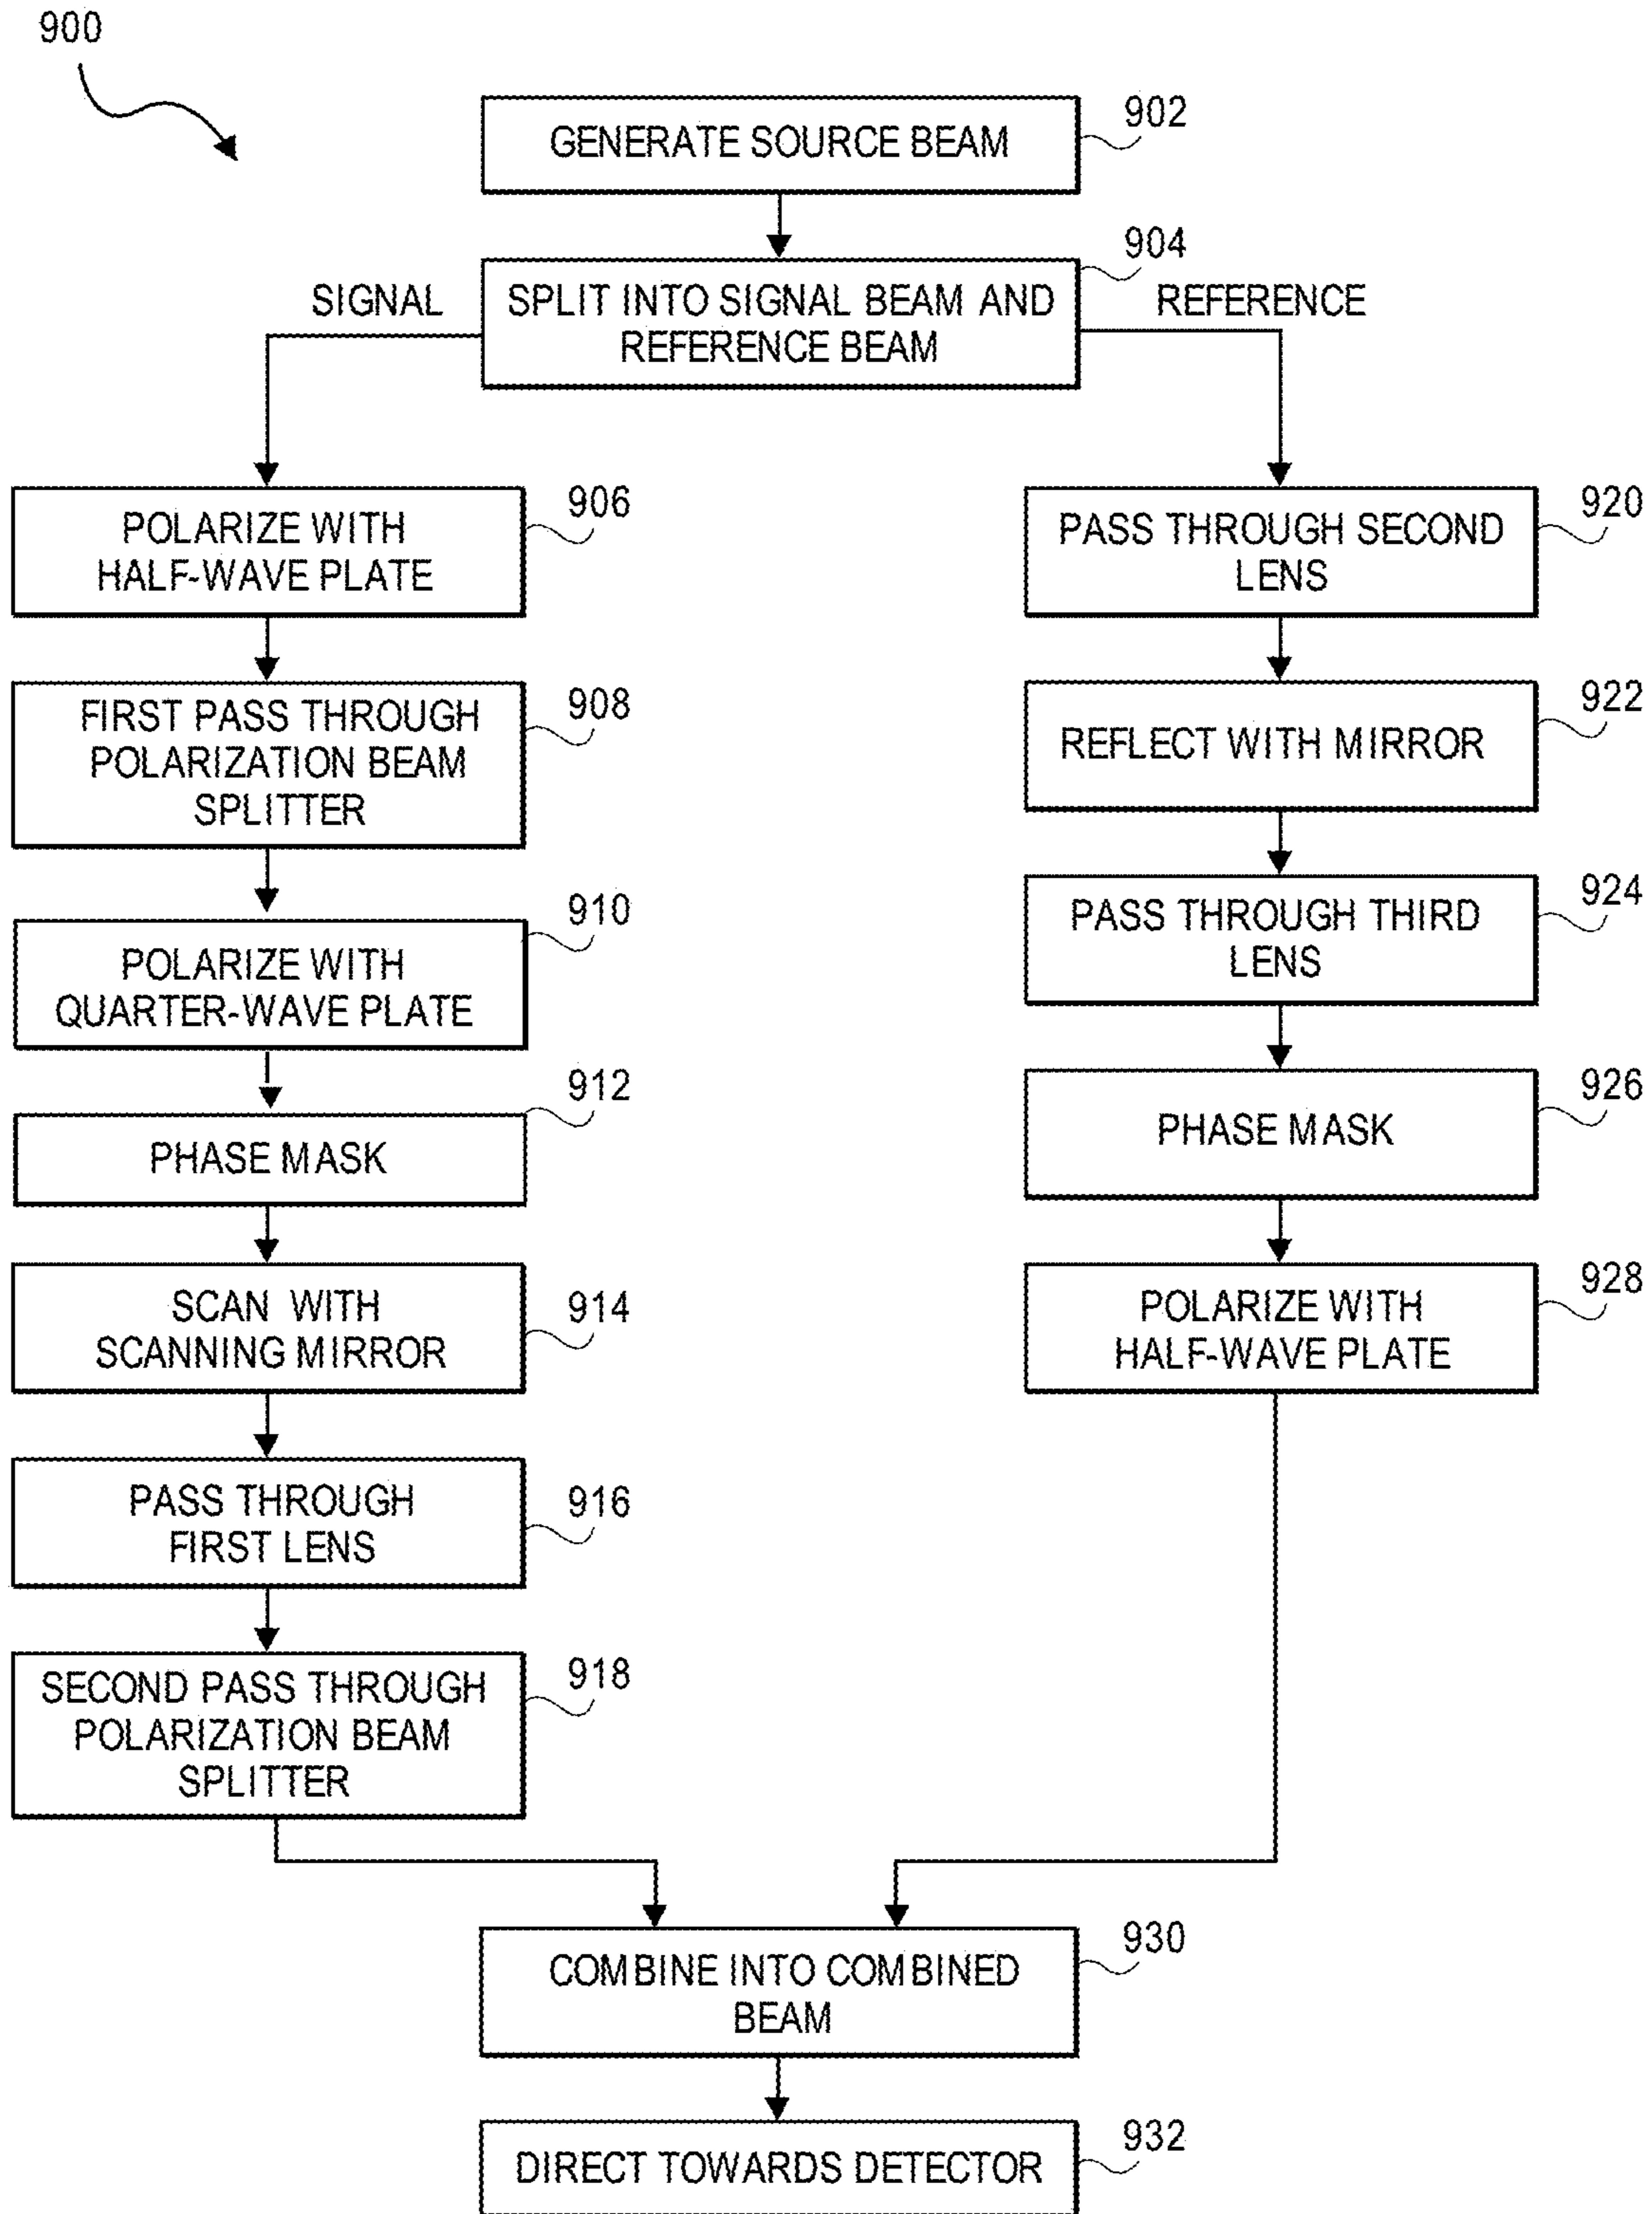 900
GENERATE SOURCE BEAM
902
SPLIT INTO SIGNAL BEAM AND
REFERENCE BEAM
904
SIGNAL
REFERENCE
POLARIZE WITH
HALF-WAVE PLATE
906
FIRST PASS THROUGH
POLARIZATION BEAM
SPLITTER
908
POLARIZE WITH
QUARTER-WAVE PLATE
910
PHASE MASK
912
SCAN WITH
SCANNING MIRROR
914
PASS THROUGH
FIRST LENS
916
SECOND PASS THROUGH
POLARIZATION BEAM
SPLITTER
918
PASS THROUGH SECOND
LENS
920
REFLECT WITH MIRROR
922
PASS THROUGH THIRD
LENS
924
PHASE MASK
926
POLARIZE WITH
HALF-WAVE PLATE
928
COMBINE INTO COMBINED
BEAM
930
DIRECT TOWARDS DETECTOR
932